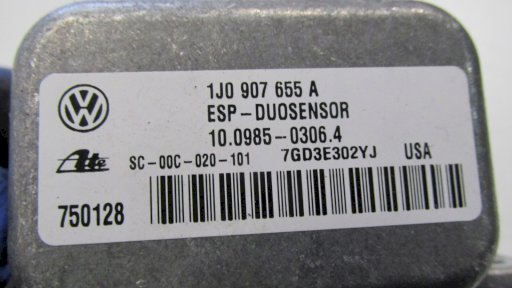 1J0 907 655 A
ESP-DUOSENSOR
10.0985-0306.4
Ate SC-00C-020-101 7GD3E302YJ USA
750128